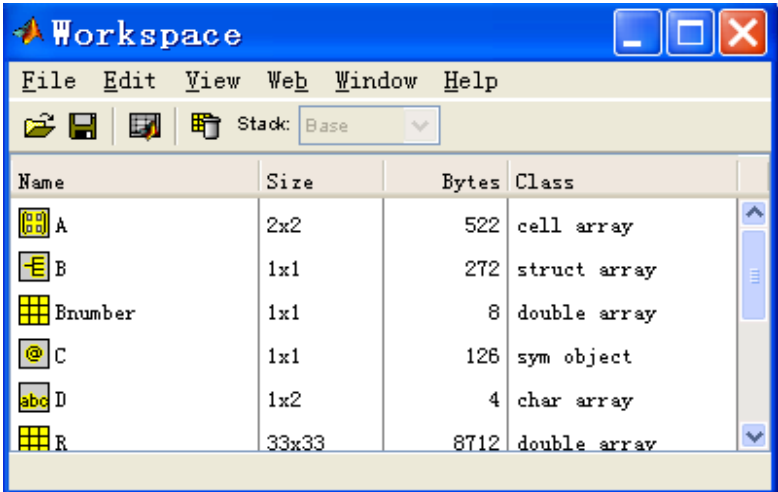 Workspace
File Edit View Web Window Help
Stack: Base
Name Size Bytes Class
A 2x2 522 cell array
B 1x1 272 struct array
Bnumber 1x1 8 double array
@ C 1x1 126 sym object
abc D 1x2 4 char array
R 33x33 8712 double array